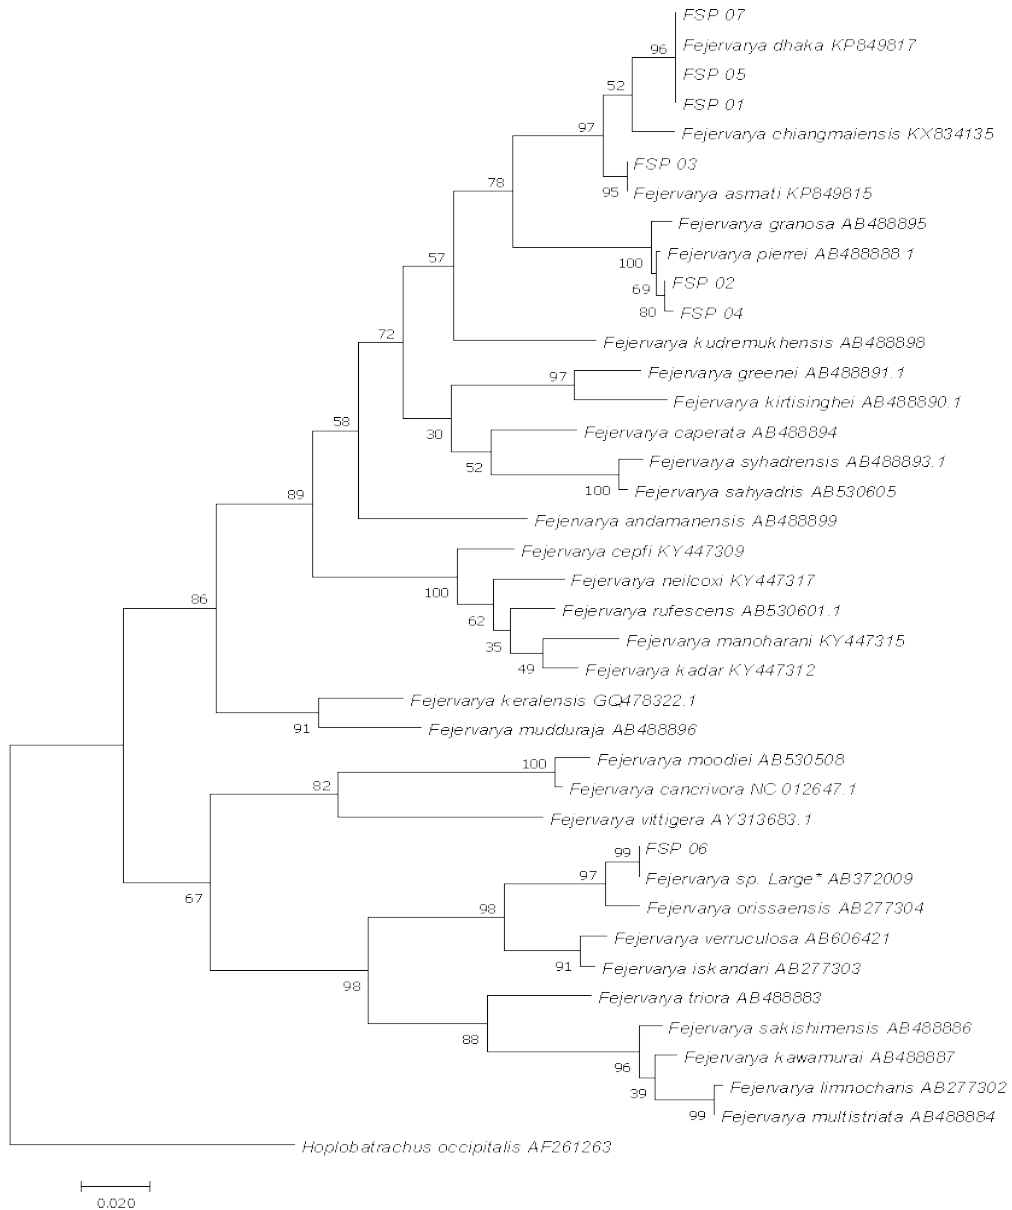 FSP 07
96
Fejervarya dhaka KP849817
FSP 05
52
FSP 01
97
Fejervarya chiangmaiensis KX834135
FSP 03
95
Fejervarya asmati KP849815
78
Fejervarya granosa AB488895
57
Fejervarya pierrei AB488888.1
100
FSP 02
69
80
FSP 04
72
Fejervarya kudremukhensis AB488898
97
Fejervarya greenei AB488891.1
Fejervarya kirtisinghei AB488890.1
58
30
Fejervarya caperata AB488894
52
Fejervarya syhadrensis AB488893.1
100
Fejervarya sahyadris AB530605
89
Fejervarya andamanensis AB488899
Fejervarya cepfi KY447309
100
Fejervarya neilcoxi KY447317
86
62
Fejervarya rufescens AB530601.1
35
Fejervarya manoharani KY447315
49
Fejervarya kadar KY447312
Fejervarya keralensis GQ478322.1
91
Fejervarya mudduraja AB488896
100
Fejervarya moodiei AB530508
82
Fejervarya cancrivora NC 012647.1
Fejervarya vittigera AY313683.1
99
FSP 06
97
Fejervarya sp. Large* AB372009
67
98
Fejervarya orissaensis AB277304
Fejervarya verruculosa AB606421
91
Fejervarya iskandari AB277303
98
Fejervarya triora AB488883
88
Fejervarya sakishimensis AB488886
96
Fejervarya kawamurai AB488887
39
Fejervarya limnocharis AB277302
99
Fejervarya multistriata AB488884
Hoplobatrachus occipitalis AF261263
0.020